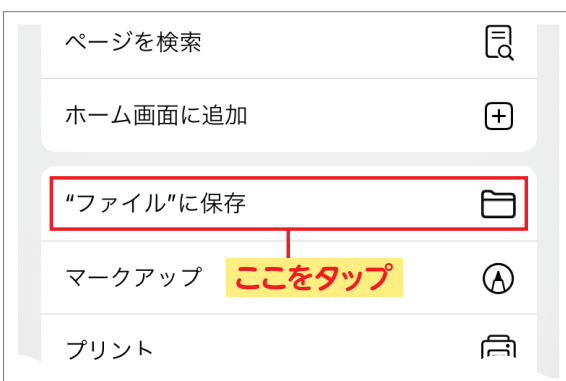 ページを検索
ホーム画面に追加
“ファイル”に保存
マークアップ
ここをタップ
プリント